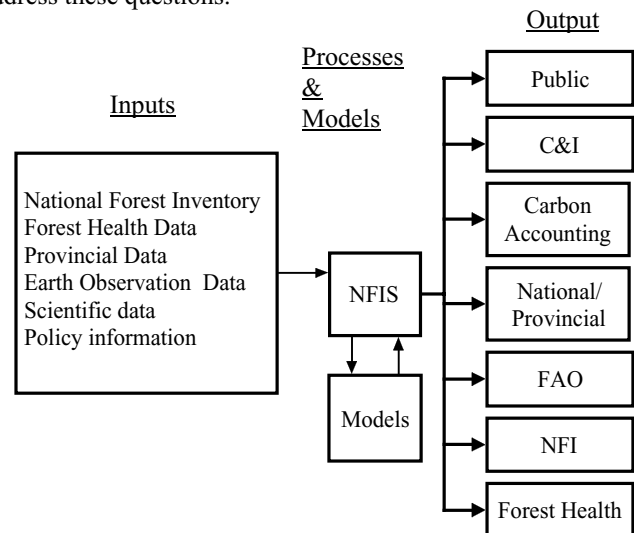 dress these questions.
Output
Processes
&
Models
Inputs
Public
C&I
Carbon
Accounting
National Forest Inventory
Forest Health Data
Provincial Data
Earth Observation Data
Scientific data
Policy information
NFIS
National/
Provincial
Models
FAO
NFI
Forest Health